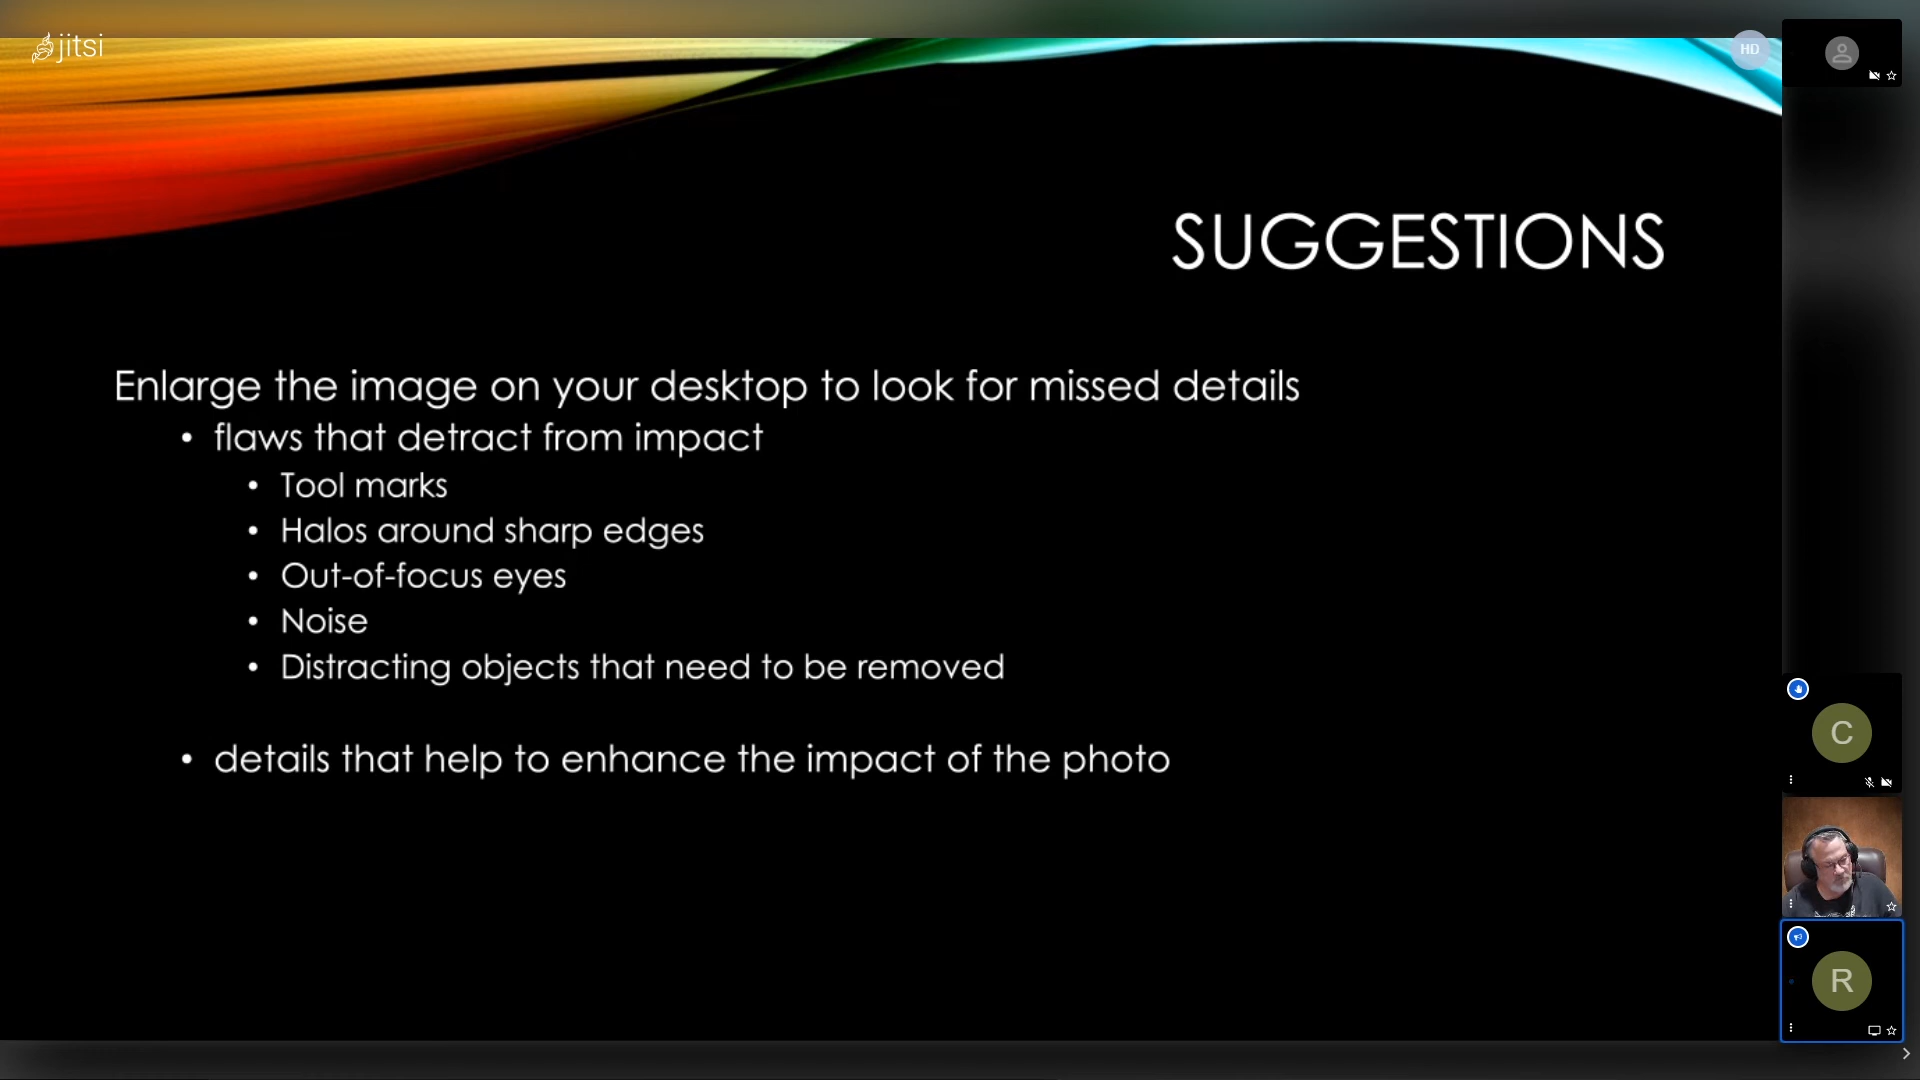 jitsi
HD
SUGGESTIONS
Enlarge the image on your desktop to look for missed details
• flaws that detract from impact
• Tool marks
• Halos around sharp edges
• Out-of-focus eyes
• Noise
• Distracting objects that need to be removed
• details that help to enhance the impact of the photo
C
R